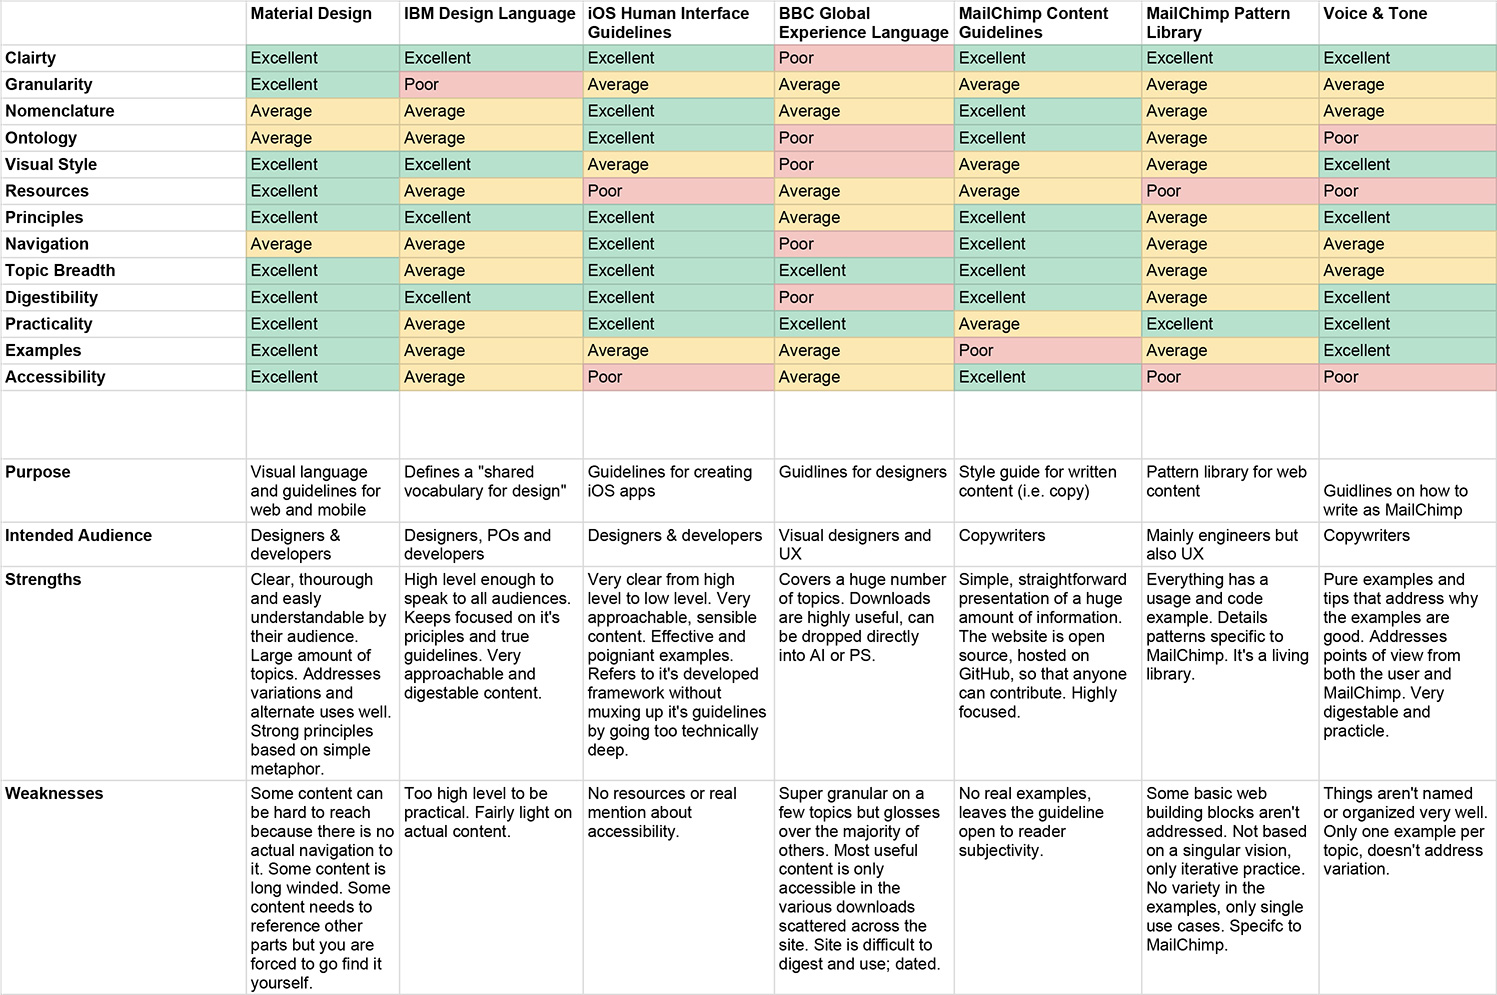 Material Design
IBM Design Language
iOS Human Interface
Guidelines
BBC Global
Experience Language
MailChimp Content
Guidelines
MailChimp Pattern
Library
Voice & Tone
Clairty Excellent Excellent Excellent Poor Excellent Excellent Excellent
Granularity Excellent Poor Average Average Average Average Average
Nomenclature Average Average Excellent Average Excellent Average Average
Ontology Average Average Excellent Poor Excellent Average Poor
Visual Style Excellent Excellent Average Poor Average Average Excellent
Resources Excellent Average Poor Average Average Poor Poor
Principles Excellent Excellent Excellent Average Excellent Average Excellent
Navigation Average Average Excellent Poor Excellent Average Average
Topic Breadth Excellent Average Excellent Excellent Excellent Average Average
Digestibility Excellent Excellent Excellent Poor Excellent Average Excellent
Practicality Excellent Average Excellent Excellent Average Excellent Excellent
Examples Excellent Average Average Average Poor Average Excellent
Accessibility Excellent Average Poor Average Excellent Poor Poor
Purpose
Visual language
and guidelines for
web and mobile
Defines a "shared
vocabulary for design"
Guidelines for creating
iOS apps
Guidlines for designers
Style guide for written
content (i.e. copy)
Pattern library for web
content
Guidlines on how to
write as MailChimp
Intended Audience
Designers &
developers
Designers, POs and
developers
Designers & developers
Visual designers and
UX
Copywriters
Mainly engineers but
also UX
Copywriters
Strengths
Clear, thourough
and easily
understandable by
their audience.
Large amount of
topics. Addresses
variations and
alternate uses well.
Strong principles
based on simple
metaphor.
High level enough to
speak to all audiences.
Keeps focused on it's
priciples and true
guidelines. Very
approachable and
digestable content.
Very clear from high
level to low level. Very
approachable, sensible
content. Effective and
poigniant examples.
Refers to it's developed
framework without
muxing up it's guidelines
by going too technically
deep.
Covers a huge number
of topics. Downloads
are highly useful, can
be dropped directly
into AI or PS.
Simple, straightforward
presentation of a huge
amount of information.
The website is open
source, hosted on
GitHub, so that anyone
can contribute. Highly
focused.
Everything has a
usage and code
example. Details
patterns specific to
MailChimp. It's a living
library.
Pure examples and
tips that address why
the examples are
good. Addresses
points of view from
both the user and
MailChimp. Very
digestable and
practicle.
Weaknesses
Some content can
be hard to reach
because there is no
actual navigation to
it. Some content is
long winded. Some
content needs to
reference other
parts but you are
forced to go find it
yourself.
Too high level to be
practical. Fairly light on
actual content.
No resources or real
mention about
accessibility.
Super granular on a
few topics but glosses
over the majority of
others. Most useful
content is only
accessible in the
various downloads
scattered across the
site. Site is difficult to
digest and use; dated.
No real examples,
leaves the guideline
open to reader
subjectivity.
Some basic web
building blocks aren't
addressed. Not based
on a singular vision,
only iterative practice.
No variety in the
examples, only single
use cases. Specifc to
MailChimp.
Things aren't named
or organized very well.
Only one example per
topic, doesn't address
variation.